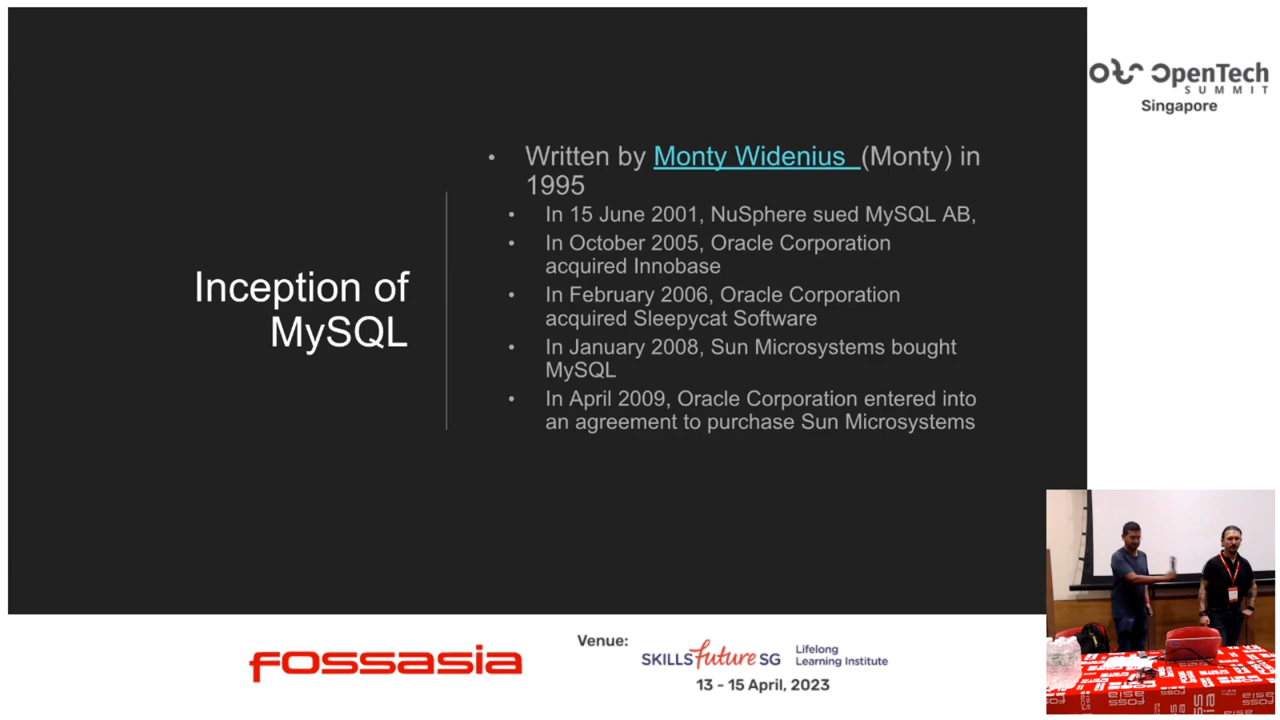 Inception of
MySQL
• Written by Monty Widenius (Monty) in
1995
• In 15 June 2001, NuSphere sued MySQL AB,
• In October 2005, Oracle Corporation
acquired Innobase
• In February 2006, Oracle Corporation
acquired Sleepycat Software
• In January 2008, Sun Microsystems bought
MySQL
• In April 2009, Oracle Corporation entered into
an agreement to purchase Sun Microsystems
OpenTech
SUMMIT
Singapore
fossasia
Venue:
SKILLSfuture SG
Lifelong
Learning Institute
13 - 15 April, 2023